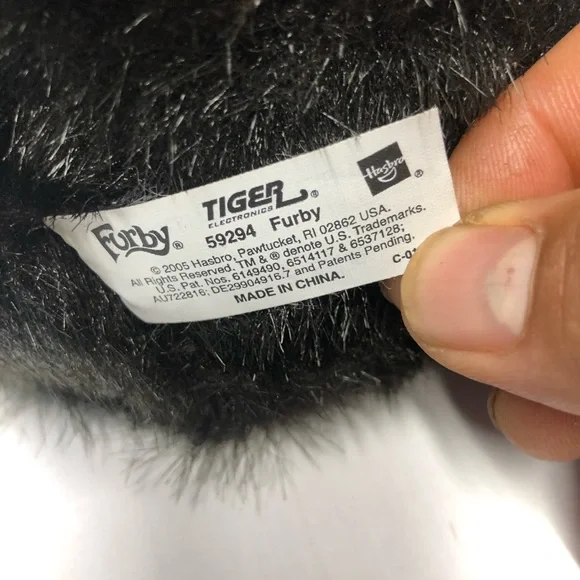 Furby®
TIGER®
ELECTRONICS
Hasbro®
59294 Furby
© 2005 Hasbro, Pawtucket, RI 02862 USA.
All Rights Reserved. TM & ® denote U.S. Trademarks.
U.S. Pat. Nos. 6149490, 6514117 & 6537128;
AU722816; DE29904916.7 and Patents Pending.
MADE IN CHINA.